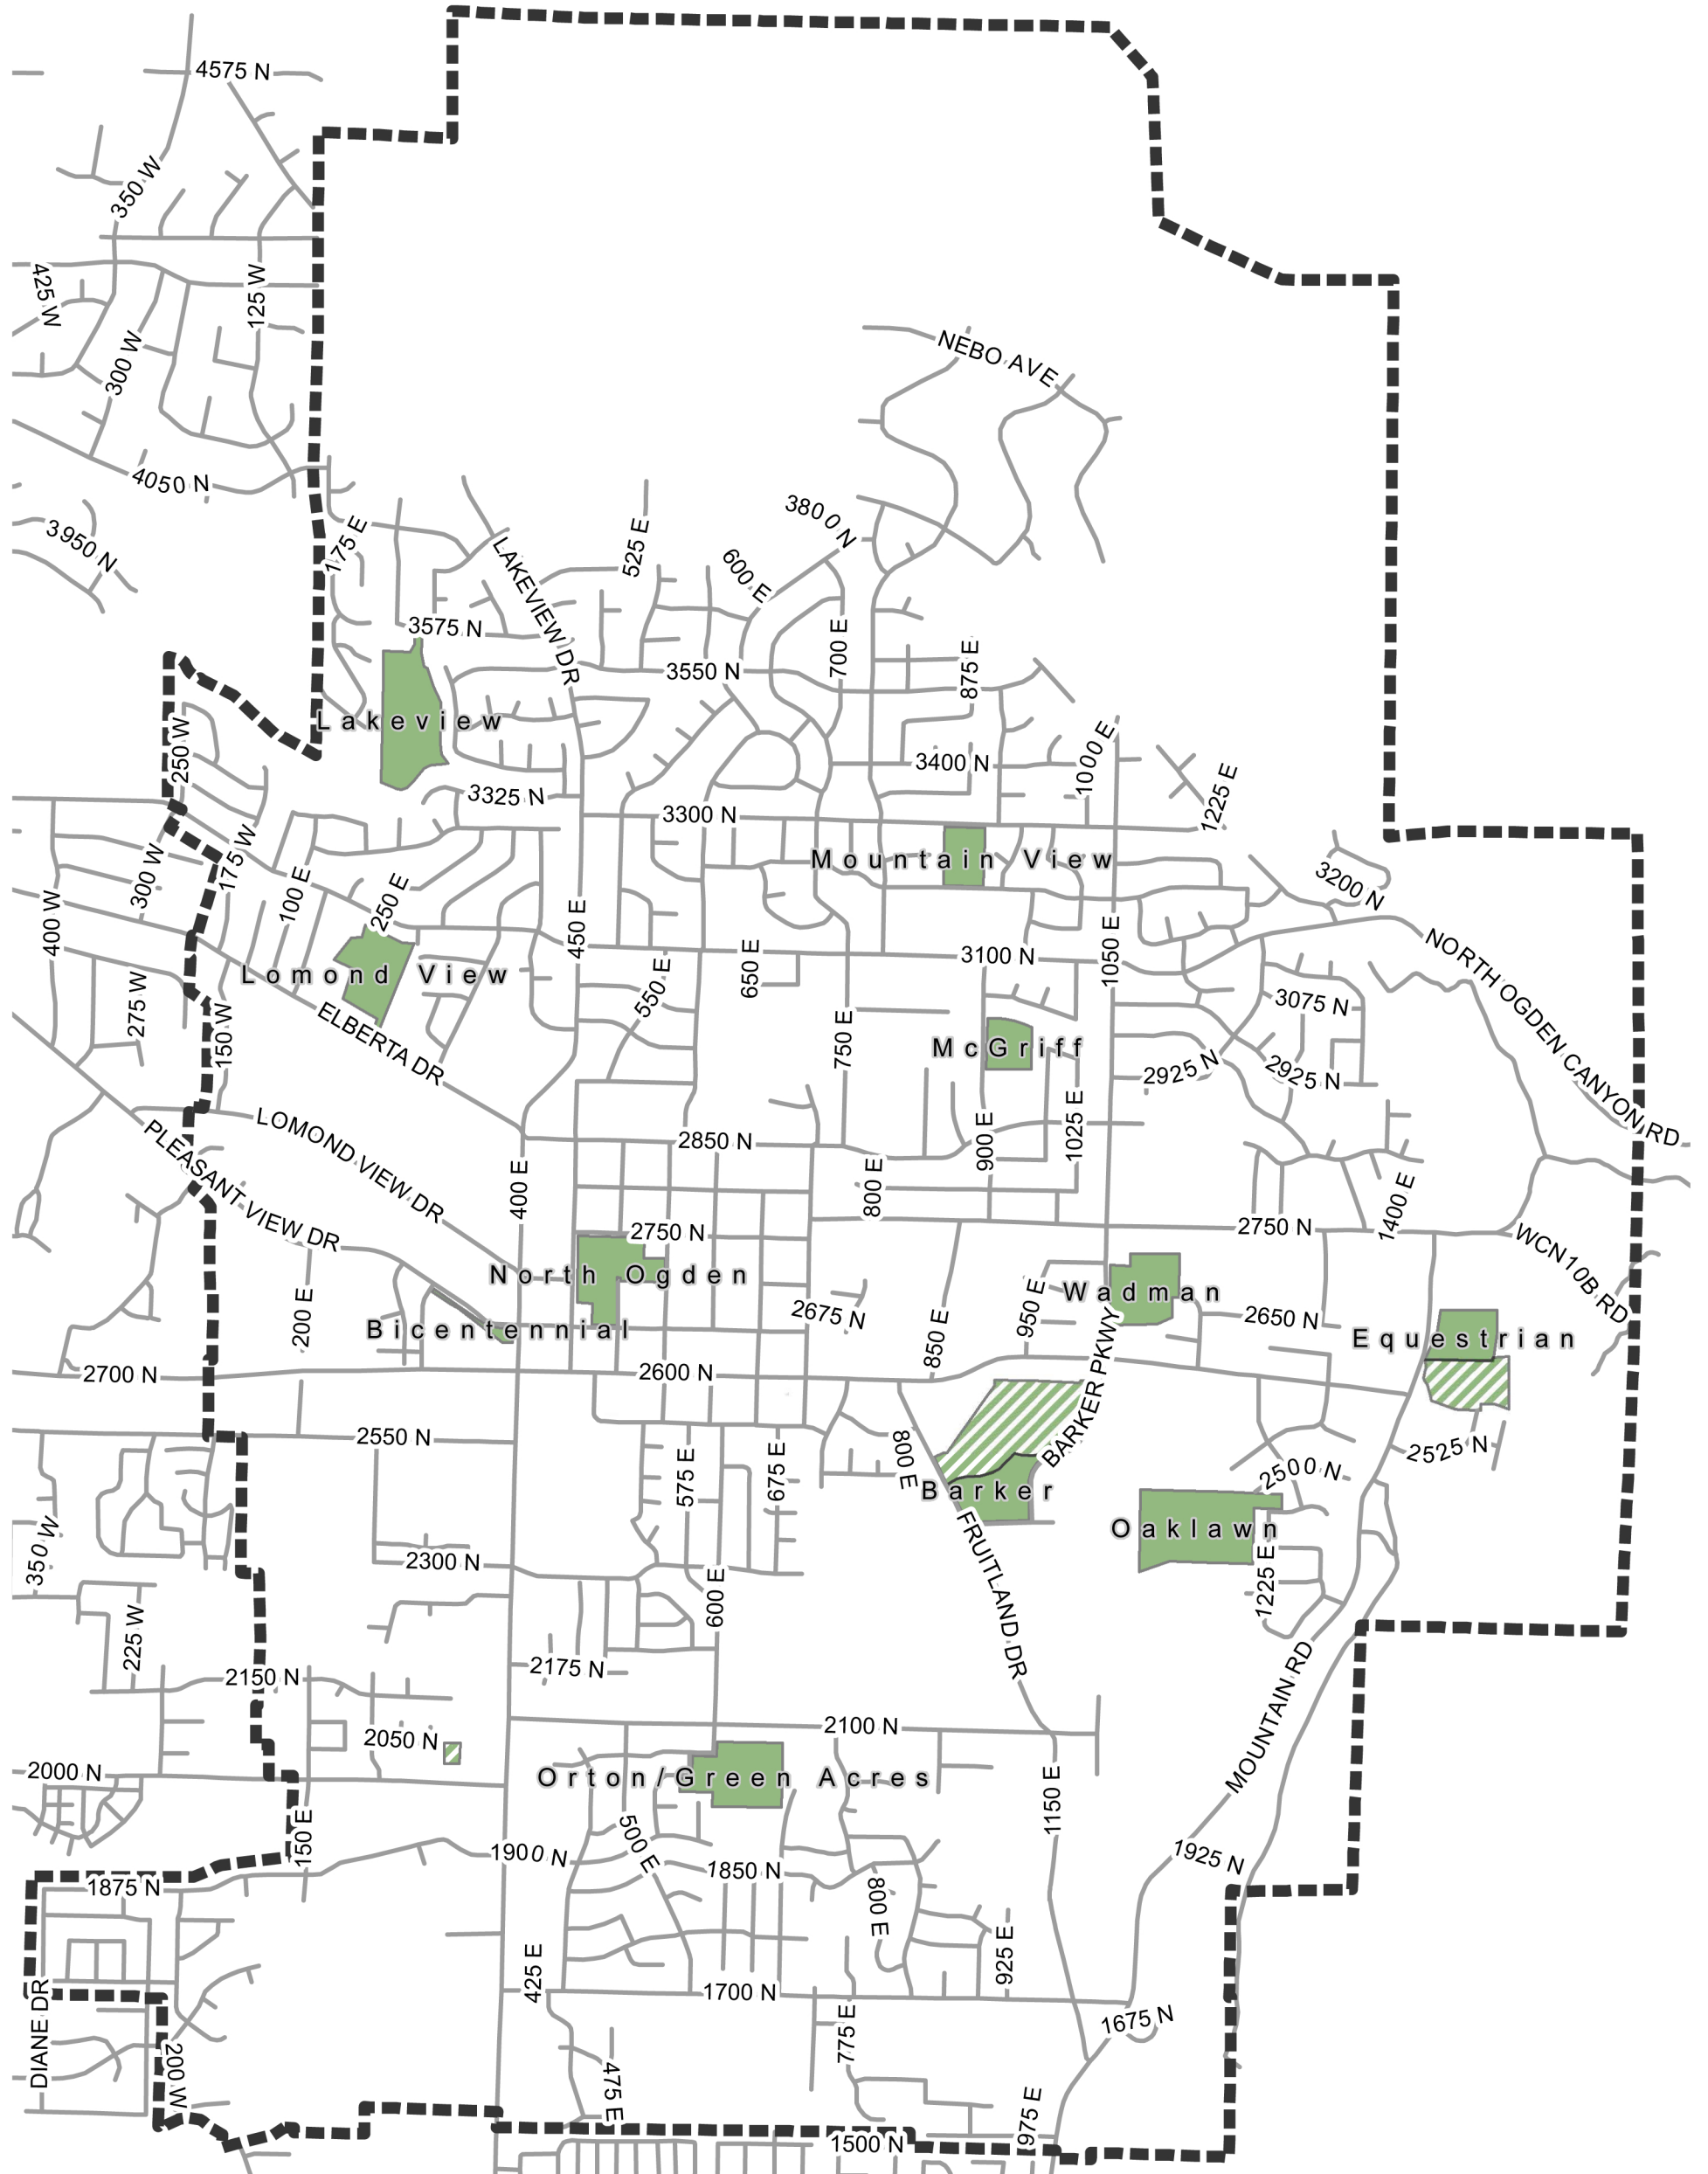 4575 N
350 W
425 W
125 W
300 W
NEBO AVE
4050 N
3950 N
175 E
LAKEVIEW DR
525 E
380 0 N
600 E
3575 N
3550 N
700 E
875 E
Lakeview
250 W
3400 N
1000 E
1225 E
3325 N
3300 N
Mountain View
300 W
175 W
100 E
250 E
3200 N
400 W
450 E
650 E
3100 N
1050 E
NORTH OGDEN CANYON RD
Lomond View
275 W
550 E
3075 N
ELBERTA DR
150 W
750 E
McGriff
2925 N
2925 N
LOMOND VIEW DR
PLEASANT VIEW DR
2850 N
900 E
1025 E
400 E
800 E
1400 E
2750 N
2750 N
WCN10B RD
North Ogden
Wadman
200 E
Bicentennial
2675 N
850 E
950 E
2650 N
Equestrian
2700 N
2600 N
BARKER PKWY
2550 N
575 E
675 E
800 E
2525 N
2500 N
Barker
Oaklawn
350 W
2300 N
FRUITLAND DR
1225 E
600 E
225 W
2175 N
2150 N
MOUNTAIN RD
2050 N
2100 N
2000 N
Orton/Green Acres
1150 E
150 E
500 E
1900 N
1850 N
1925 N
1875 N
800 E
425 E
925 E
1700 N
DIANE DR
775 E
1675 N
200 W
475 E
975 E
1500 N